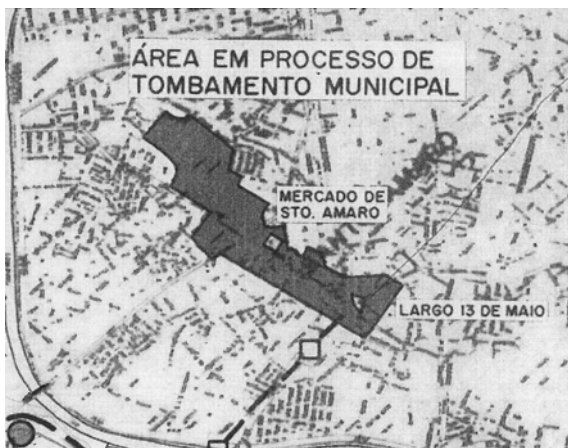 ÁREA EM PROCESSO DE
TOMBAMENTO MUNICIPAL
MERCADO DE
STO. AMARO
LARGO 13 DE MAIO